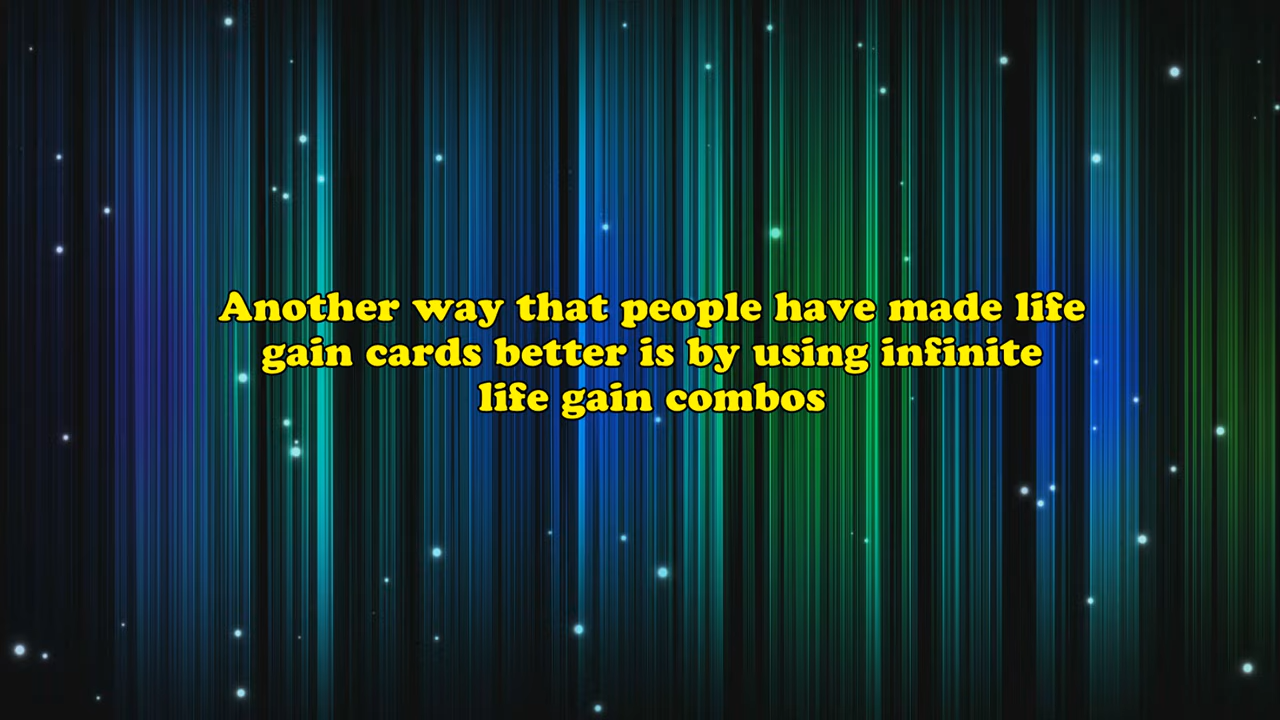 Another way that people have made life
gain cards better is by using infinite
life gain combos